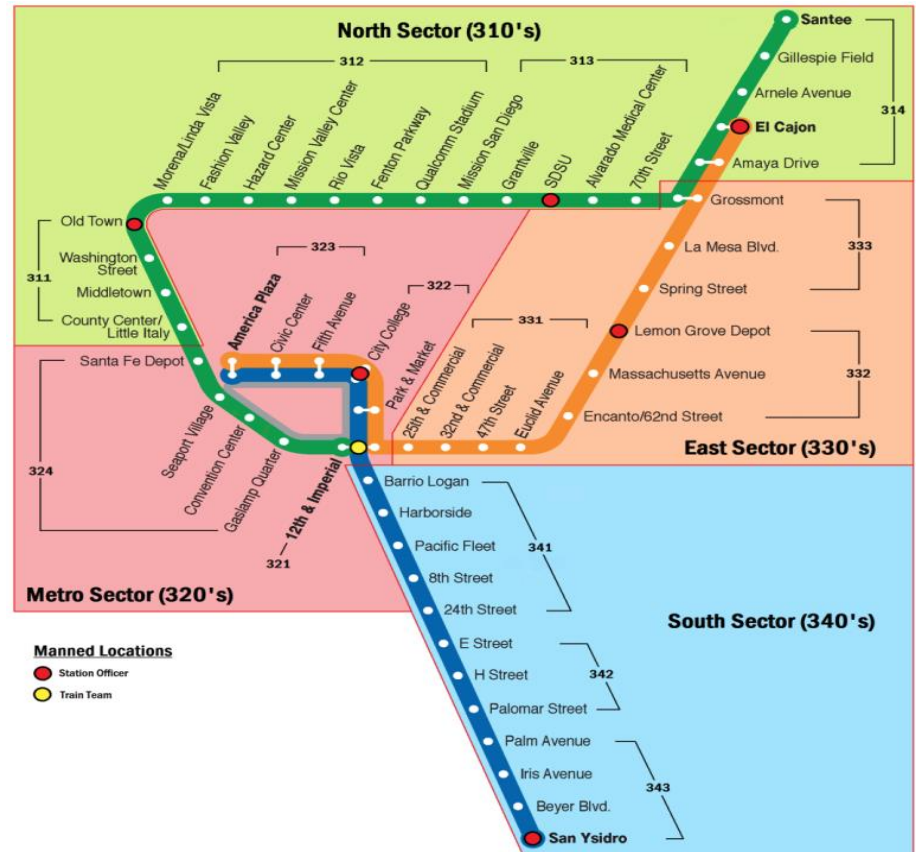 North Sector (310's)
312
313
314
Santee
Gillespie Field
Arnele Avenue
El Cajon
Amaya Drive
Grossmont
Morena/Linda Vista
Fashion Valley
Hazard Center
Mission Valley Center
Rio Vista
Fenton Parkway
Qualcomm Stadium
Mission San Diego
Grantville
SDSU
Alvarado Medical Center
70th Street
Old Town
311
Washington
Street
Middletown
County Center/
Little Italy
Santa Fe Depot
323
322
America Plaza
Civic Center
Fifth Avenue
City College
Park & Market
331
25th & Commercial
32nd & Commercial
47th Street
Euclid Avenue
La Mesa Blvd.
Spring Street
333
Lemon Grove Depot
Massachusetts Avenue
Encanto/62nd Street
332
East Sector (330's)
324
Seaport Village
Convention Center
Gaslamp Quarter
12th & Imperial
321
Metro Sector (320's)
Barrio Logan
Harborside
Pacific Fleet
8th Street
24th Street
341
E Street
H Street
Palomar Street
342
Palm Avenue
Iris Avenue
Beyer Blvd.
San Ysidro
343
South Sector (340's)
Manned Locations
Station Officer
Train Team